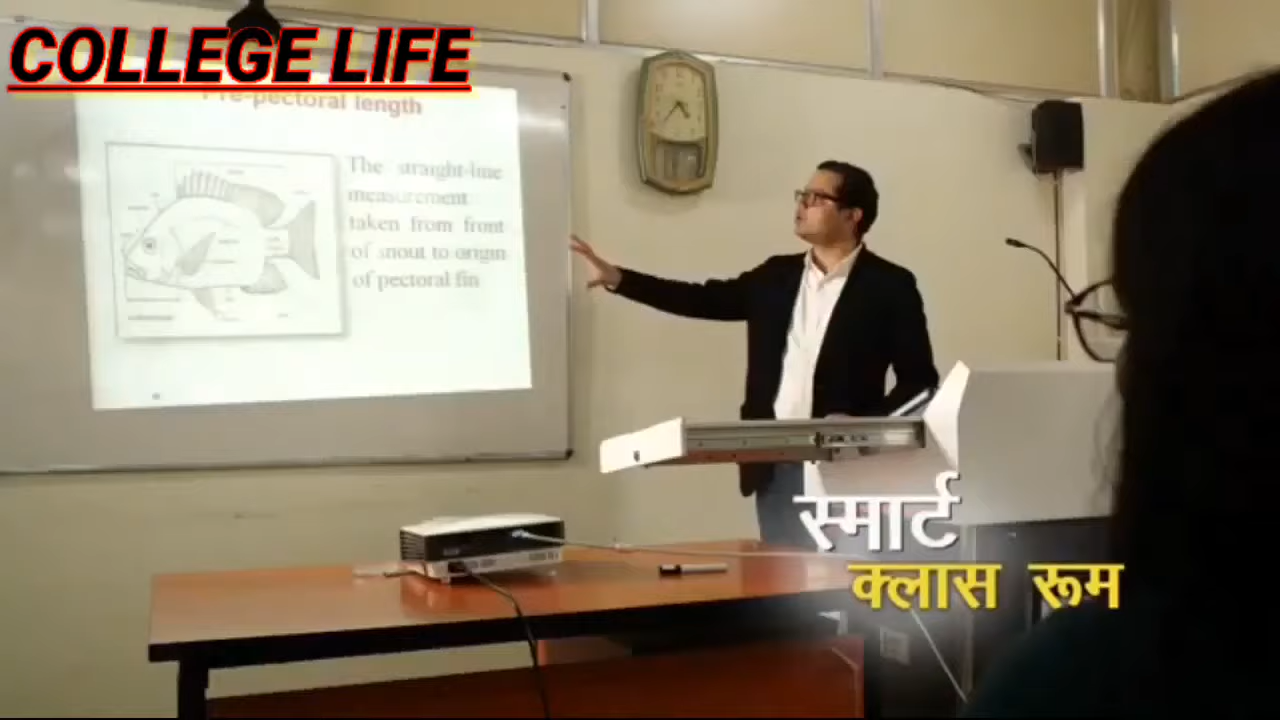 COLLEGE LIFE
Pre-pectoral length
The straight-line
measurement
taken from front
of snout to origin
of pectoral fin
स्मार्ट
क्लास रूम